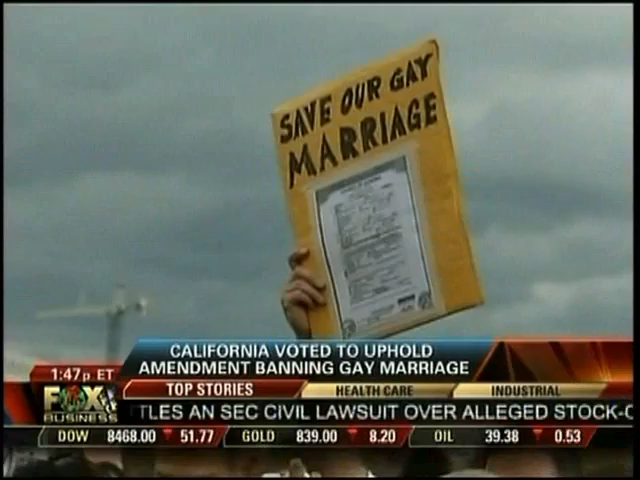 SAVE OUR GAY
MARRIAGE
CALIFORNIA VOTED TO UPHOLD
AMENDMENT BANNING GAY MARRIAGE
1:47p ET
TOP STORIES HEALTH CARE INDUSTRIAL
FOX
BUSINESS
TLES AN SEC CIVIL LAWSUIT OVER ALLEGED STOCK-
DOW 8468.00 ▼ 51.77 GOLD 839.00 ▼ 8.20 OIL 39.38 ▼ 0.53